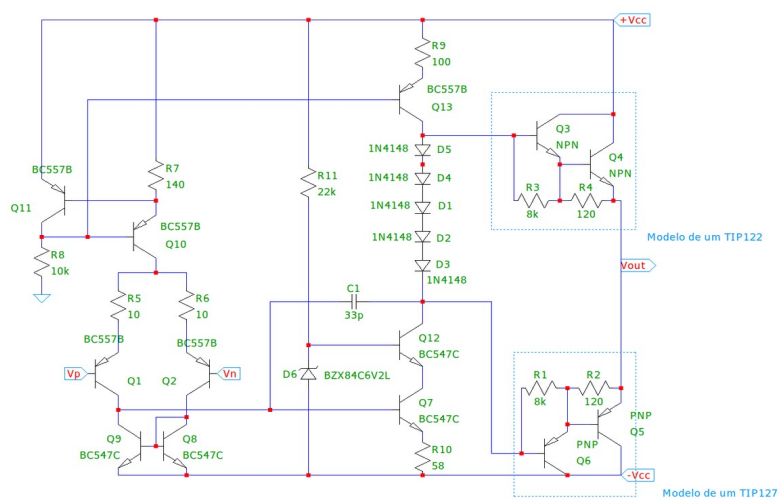 +Vcc
R9
100
BC557B
Q13
Q3
NPN
Q4
NPN
1N4148
D5
R7
140
BC557B
Q11
R11
22k
1N4148
D4
R3
8k
R4
120
1N4148
D1
BC557B
Q10
1N4148
D2
Modelo de um TIP122
R8
10k
D3
1N4148
Vout
R5
10
R6
10
C1
33p
BC557B
BC557B
Q12
BC547C
Vp
Q1
Q2
Vn
D6
BZX84C6V2L
R1
8k
R2
120
Q7
BC547C
PNP
Q5
Q9
BC547C
Q8
BC547C
PNP
Q6
R10
58
-Vcc
Modelo de um TIP127